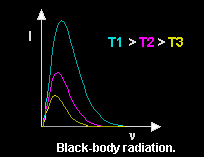 I
T1 > T2 > T3
ν
Black-body radiation.